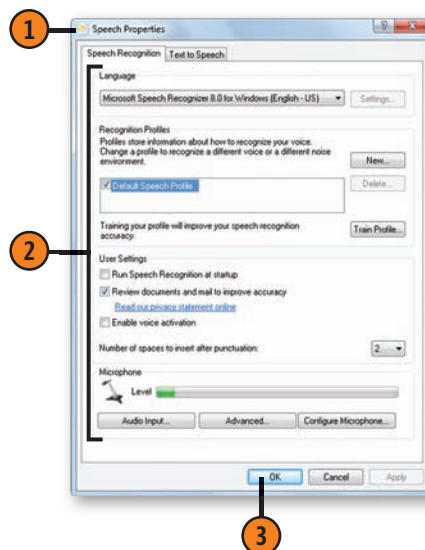 1
Speech Properties
Speech Recognition Text to Speech
Language
Microsoft Speech Recognizer 8.0 for Windows (English - US) Settings...
Recognition Profiles
Profiles store information about how to recognize your voice.
Change a profile to recognize a different voice or a different noise
environment.
New...
Default Speech Profile
Delete...
2
Training your profile will improve your speech recognition
accuracy.
Train Profile...
User Settings
Run Speech Recognition at startup
Review documents and mail to improve accuracy
Read our privacy statement online
Enable voice activation
Number of spaces to insert after punctuation: 2
Microphone
Level
Audio Input... Advanced... Configure Microphone...
OK Cancel Apply
3